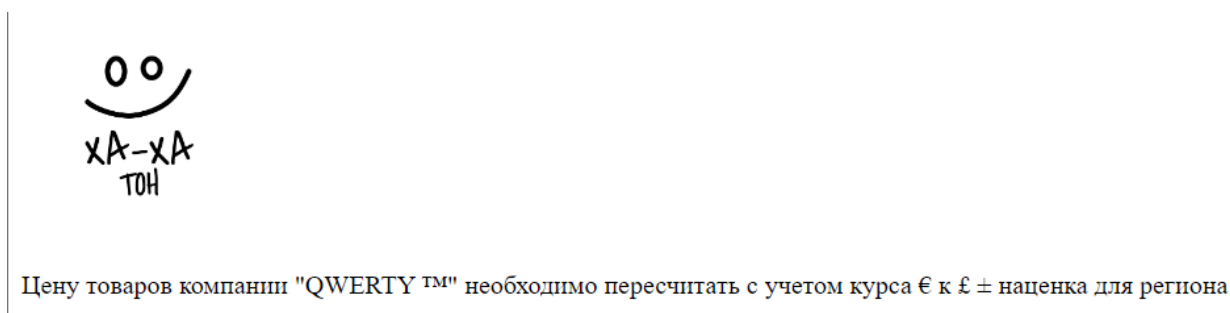 ХА-ХА
ТОН
Цену товаров компании "QWERTY ™" необходимо пересчитать с учетом курса € к £ ± наценка для региона